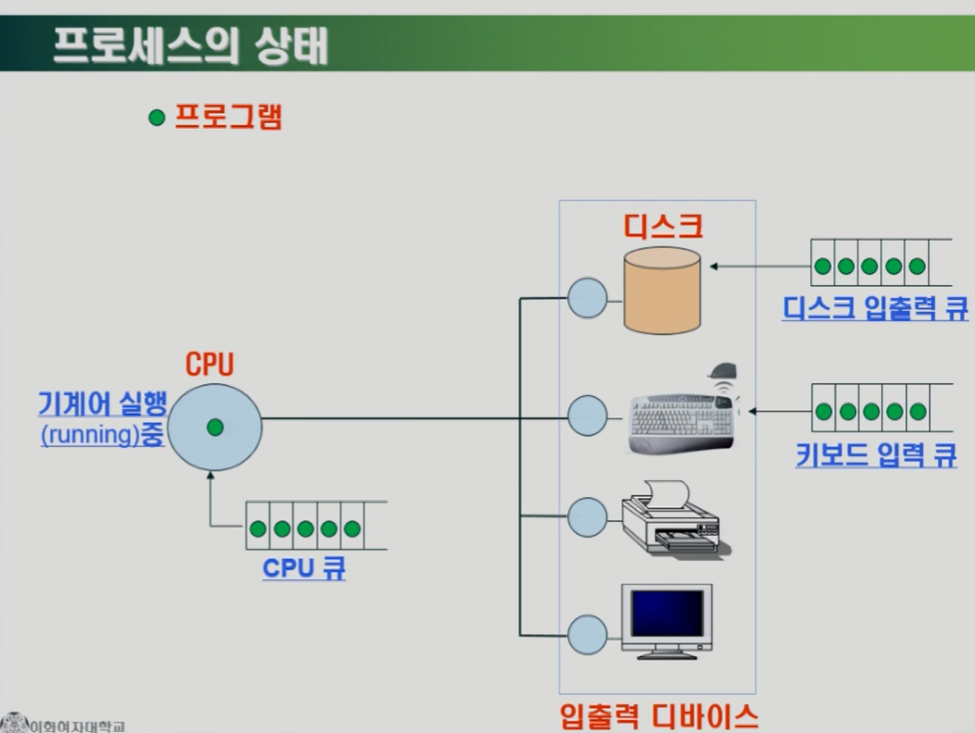 프로세스의 상태
프로그램
디스크
디스크 입출력 큐
CPU
기계어 실행
(running)중
키보드 입력 큐
CPU 큐
입출력 디바이스
이화여자대학교